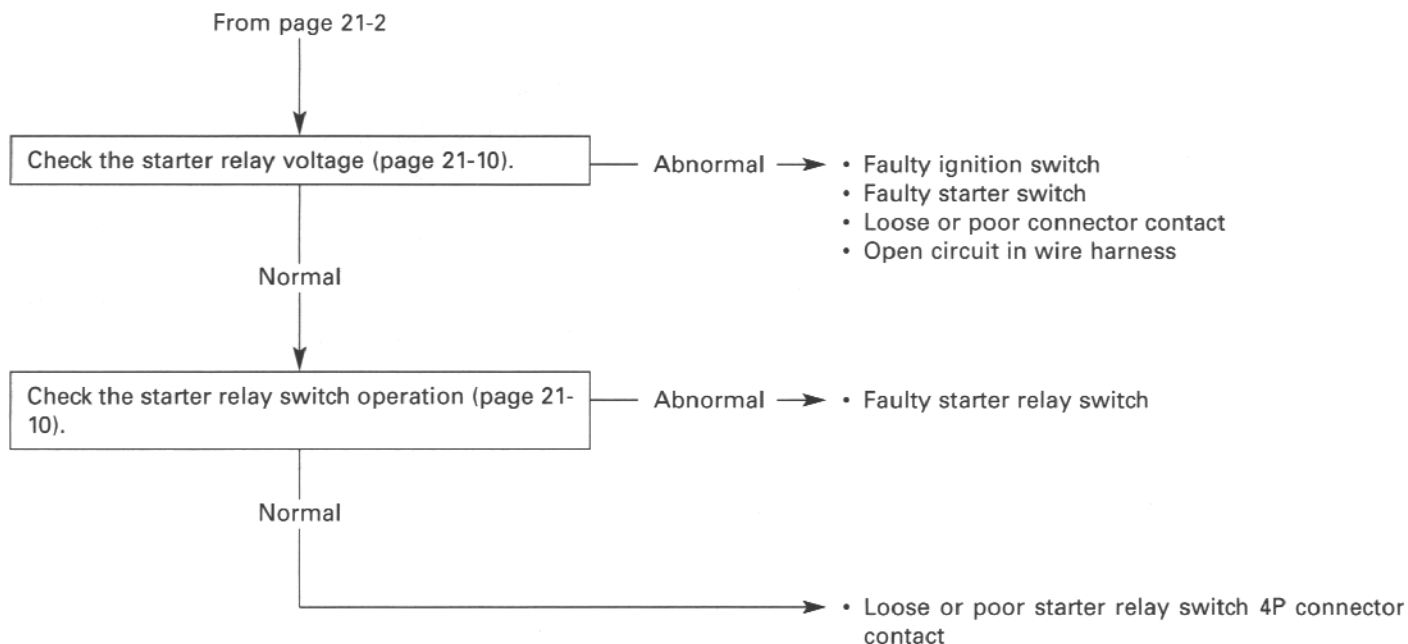 From page 21-2
Check the starter relay voltage (page 21-10).
Abnormal
• Faulty ignition switch
• Faulty starter switch
• Loose or poor connector contact
• Open circuit in wire harness
Normal
Check the starter relay switch operation (page 21-
10).
Abnormal
• Faulty starter relay switch
Normal
• Loose or poor starter relay switch 4P connector
contact